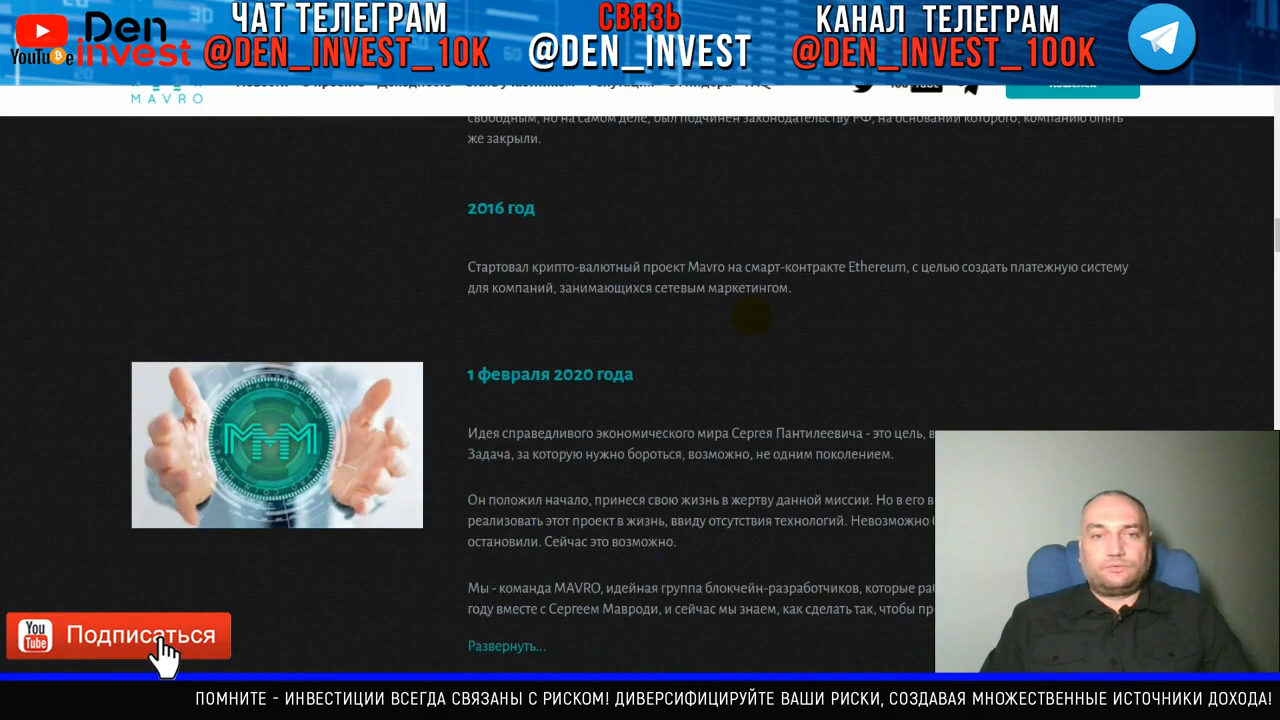 YouTube
Den
invest
ЧАТ ТЕЛЕГРАМ
@DEN_INVEST_10K
СВЯЗЬ
@DEN_INVEST
КАНАЛ ТЕЛЕГРАМ
@DEN_INVEST_100K
MAVRO
свободным, но на самом деле, был подчинен законодательству РФ, на основании которого, компанию опять
же закрыли.
2016 год
Стартовал крипто-валютный проект Mavro на смарт-контракте Ethereum, с целью создать платежную систему
для компаний, занимающихся сетевым маркетингом.
1 февраля 2020 года
Идея справедливого экономического мира Сергея Пантилеевича - это цель,
Задача, за которую нужно бороться, возможно, не одним поколением.
Он положил начало, принеся свою жизнь в жертву данной миссии. Но в его
реализовать этот проект в жизнь, ввиду отсутствия технологий. Невозможно
остановили. Сейчас это возможно.
Мы - команда MAVRO, идейная группа блокчейн-разработчиков, которые
году вместе с Сергеем Мавроди, и сейчас мы знаем, как сделать так, чтобы
Развернуть...
You
Tube
Подписаться
ПОМНИТЕ - ИНВЕСТИЦИИ ВСЕГДА СВЯЗАНЫ С РИСКОМ! ДИВЕРСИФИЦИРУЙТЕ ВАШИ РИСКИ, СОЗДАВАЯ МНОЖЕСТВЕННЫЕ ИСТОЧНИКИ ДОХОДА!